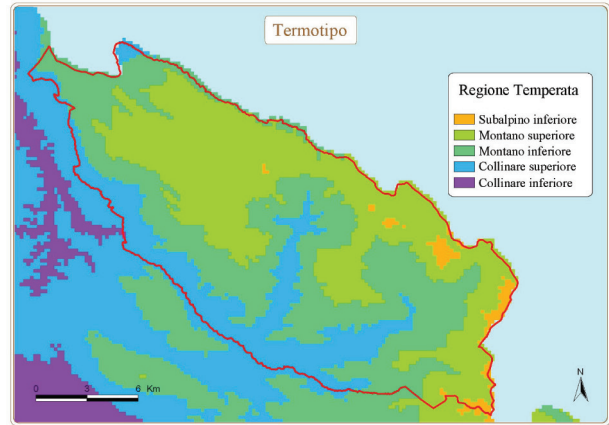 Termotipo
Regione Temperata
Subalpino inferiore
Montano superiore
Montano inferiore
Collinare superiore
Collinare inferiore
0 3 6 Km
N